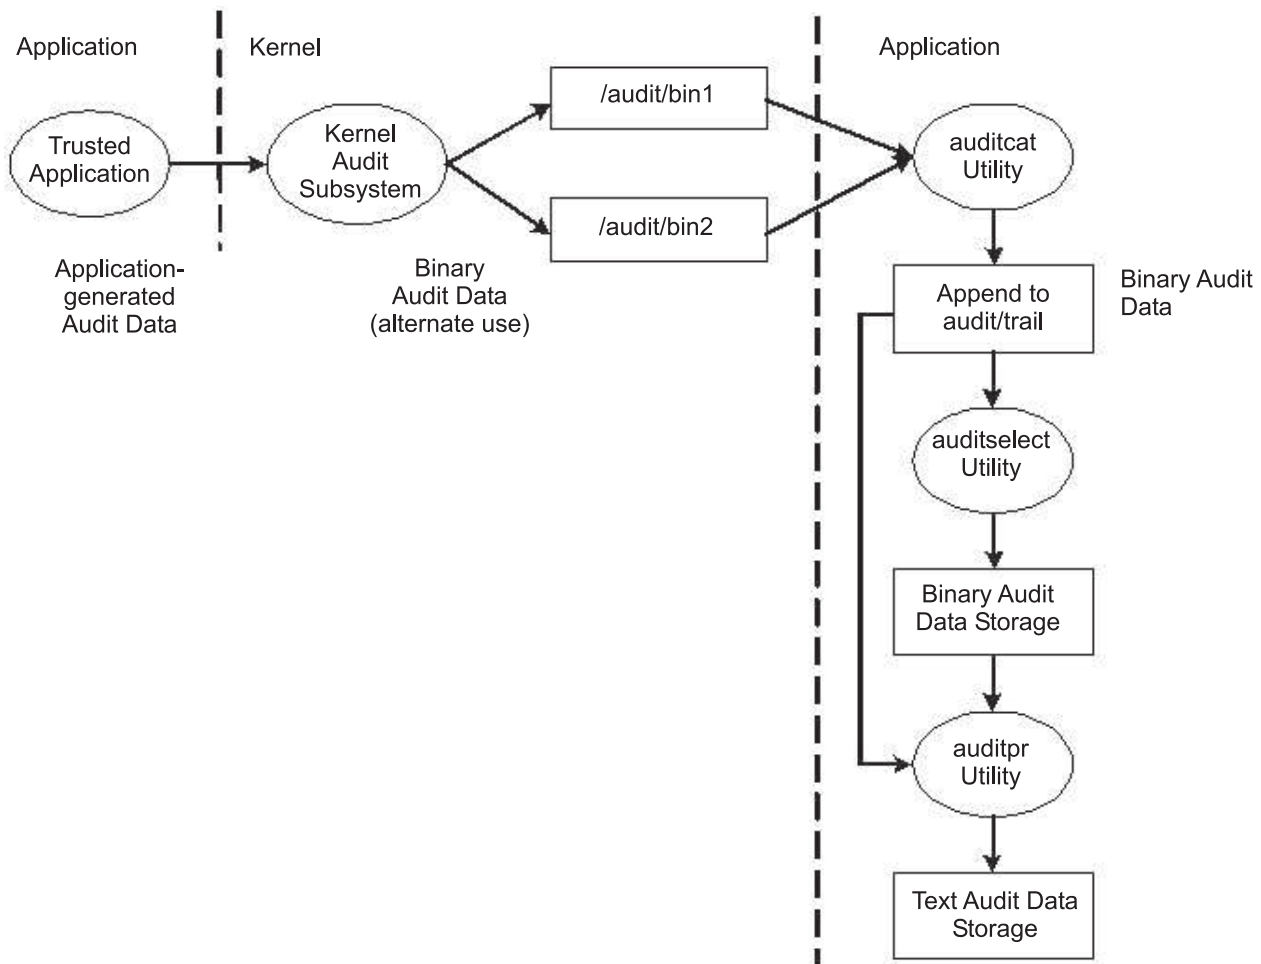 Application
Kernel
Application
Trusted
Application
Kernel
Audit
Subsystem
/audit/bin1
/audit/bin2
auditcat
Utility
Application-
generated
Audit Data
Binary
Audit Data
(alternate use)
Append to
audit/trail
Binary Audit
Data
auditselect
Utility
Binary Audit
Data Storage
auditpr
Utility
Text Audit Data
Storage